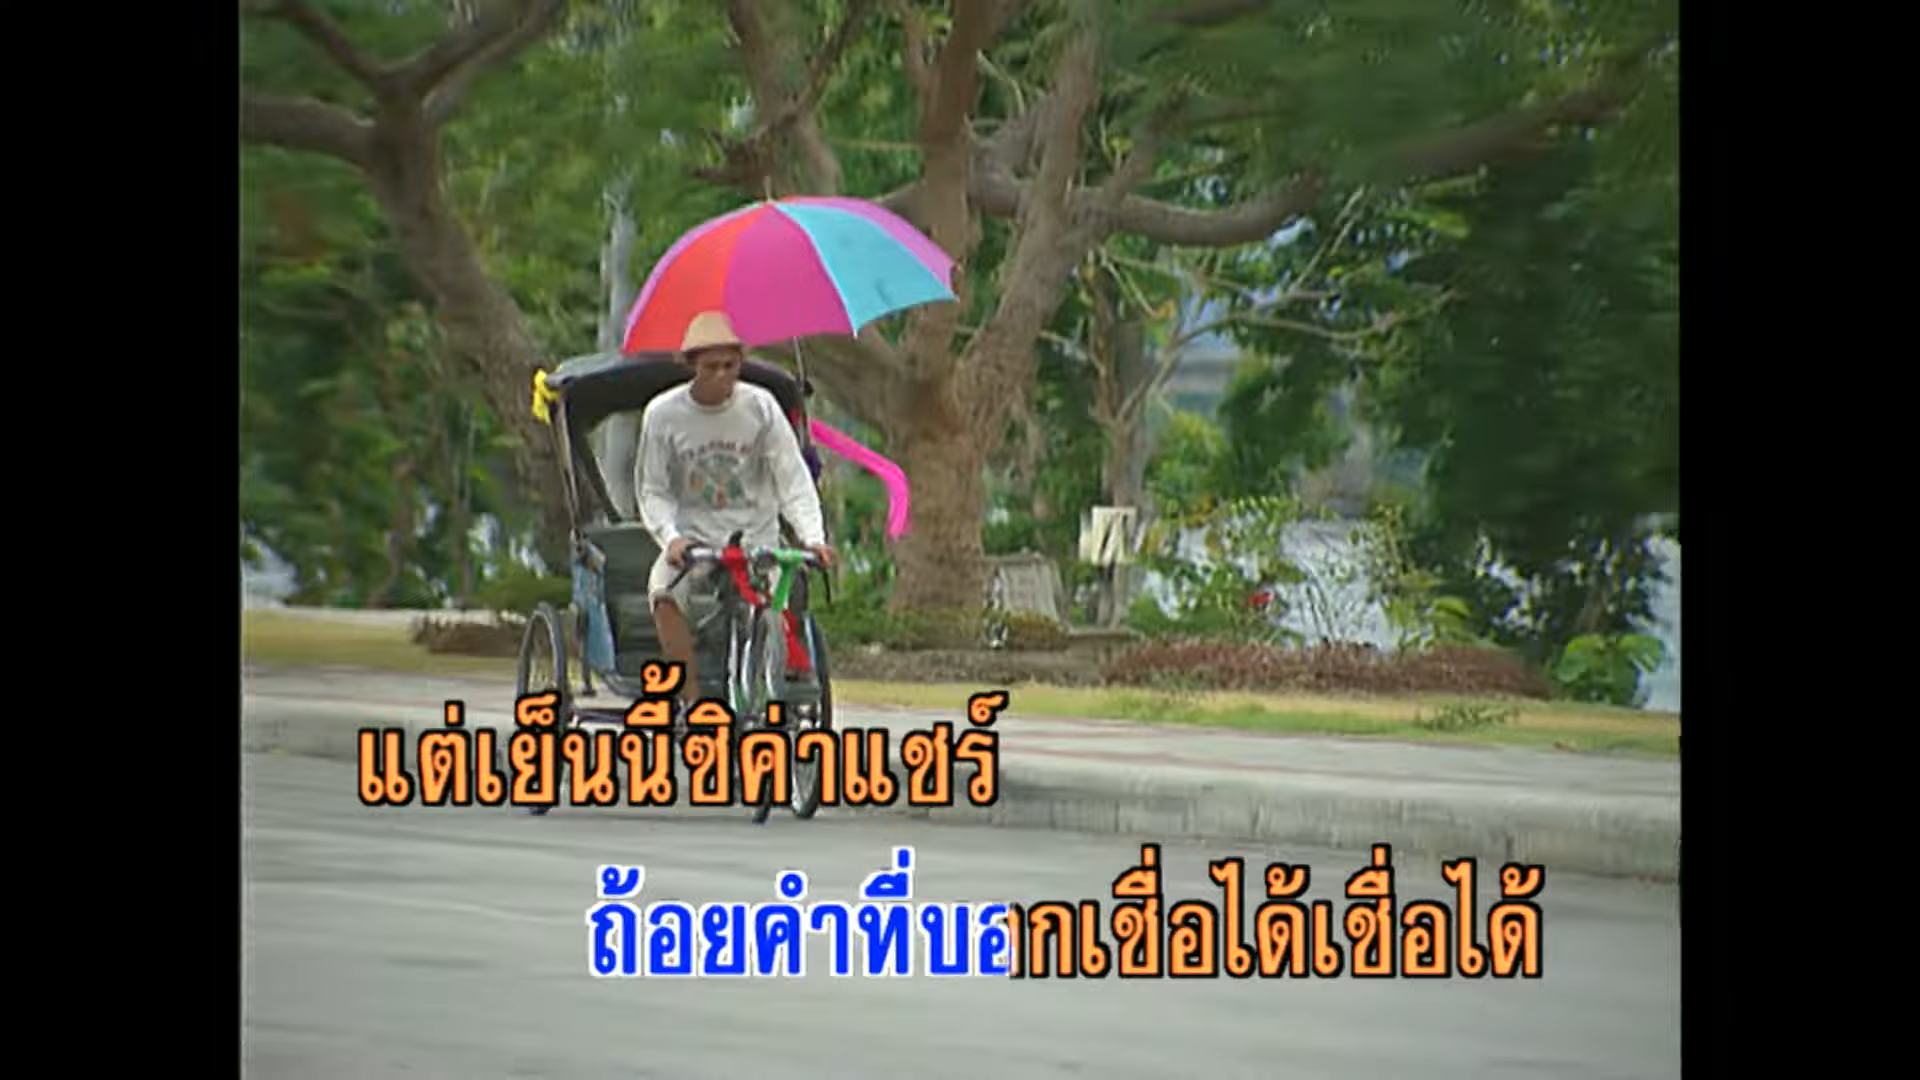 แต่เย็นนี้ซิค่าแชร์
ถ้อยคำที่บอกเชื่อได้เชื่อได้